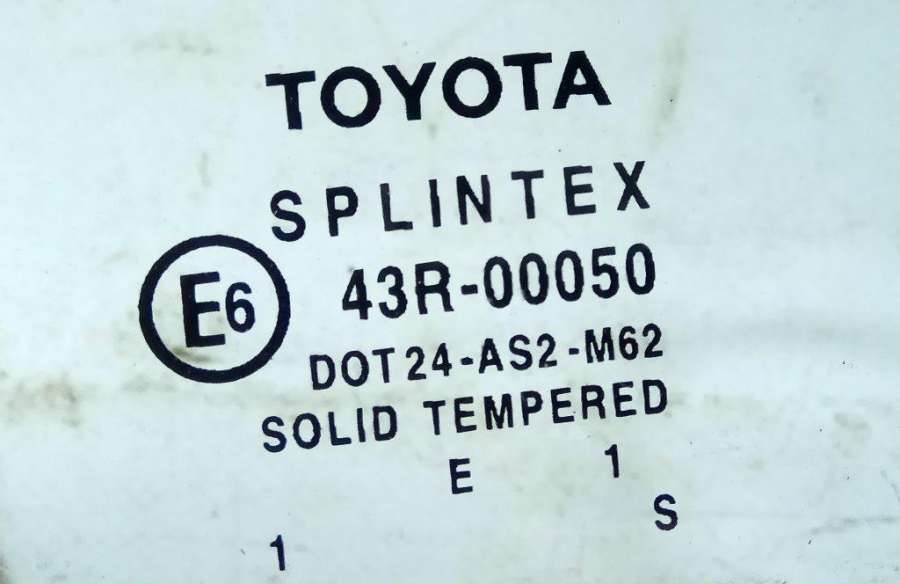 TOYOTA
SPLINTEX
E6 43R-00050
DOT24-AS2-M62
SOLID TEMPERED
E 1
S
1